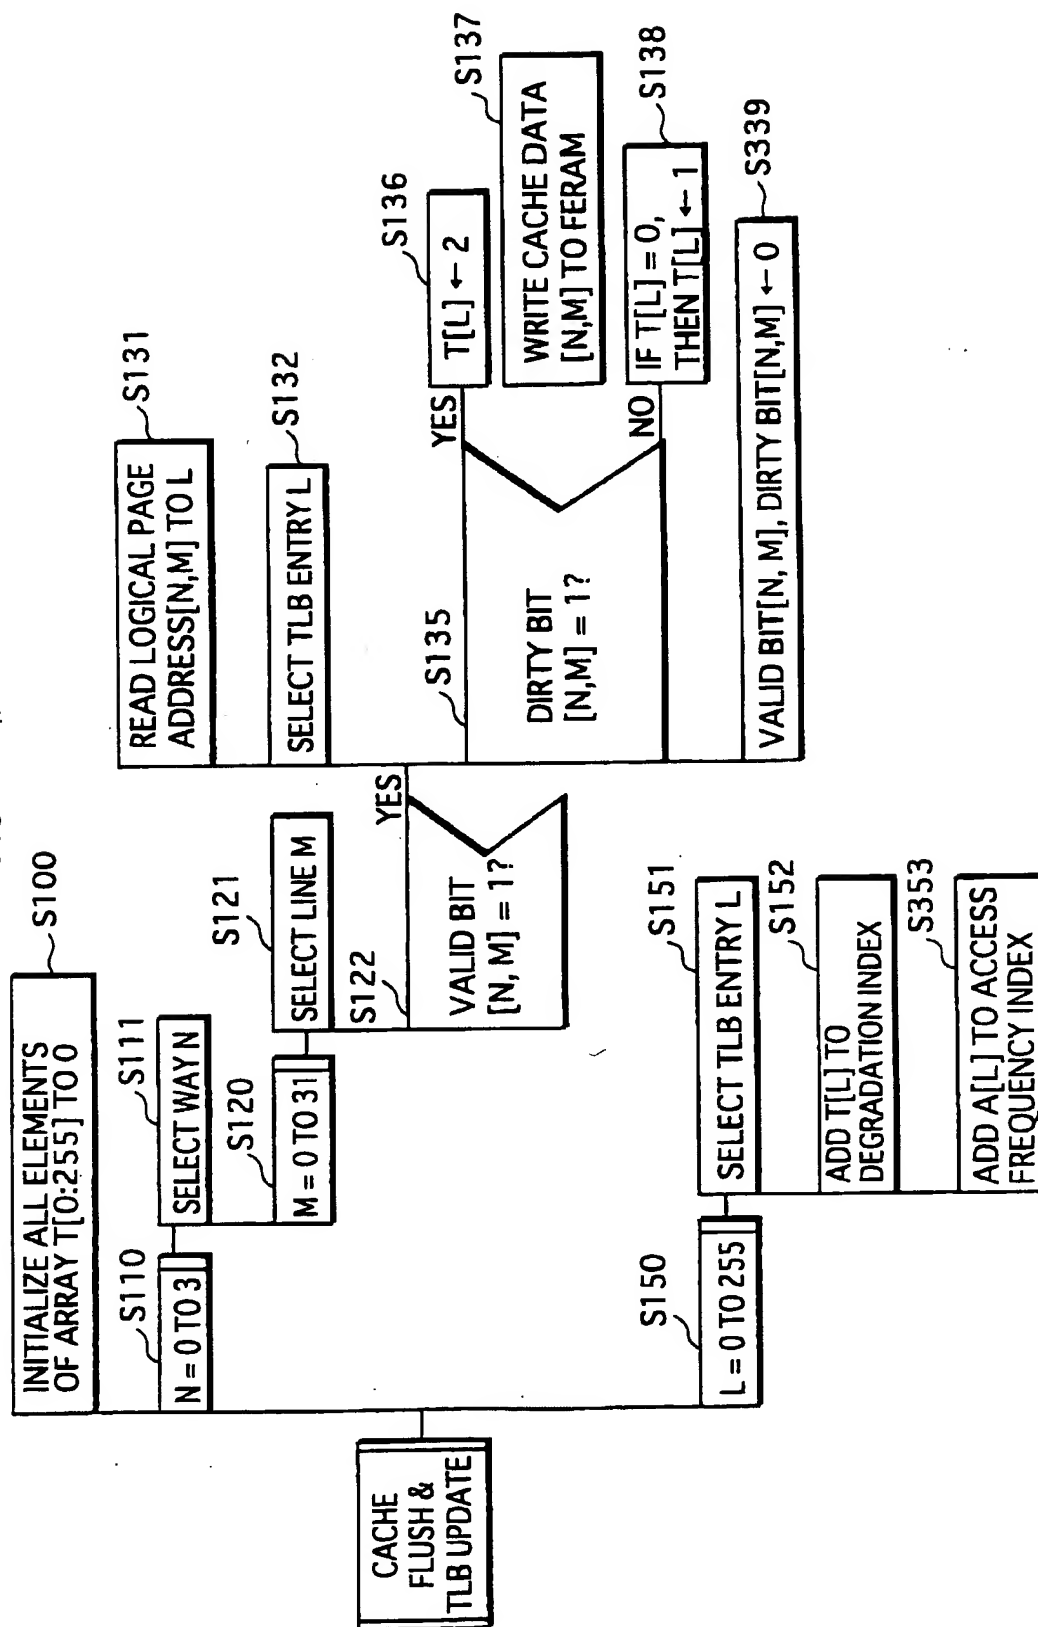 CACHE
FLUSH &
TLB UPDATE
S100
INITIALIZE ALL ELEMENTS
OF ARRAY T[0:255] TO 0
S110
N = 0 TO 3
S111
SELECT WAY N
S120
M = 0 TO 31
S121
SELECT LINE M
S122
VALID BIT
[N, M] = 1?
YES
S131
READ LOGICAL PAGE
ADDRESS[N,M] TO L
S132
SELECT TLB ENTRY L
S135
DIRTY BIT
[N,M] = 1?
YES
S136
T[L] ← 2
S137
WRITE CACHE DATA
[N,M] TO FERAM
NO
S138
IF T[L] = 0,
THEN T[L] ← 1
S339
VALID BIT[N, M], DIRTY BIT[N,M] ← 0
S150
L = 0 TO 255
S151
SELECT TLB ENTRY L
S152
ADD T[L] TO
DEGRADATION INDEX
S353
ADD A[L] TO ACCESS
FREQUENCY INDEX